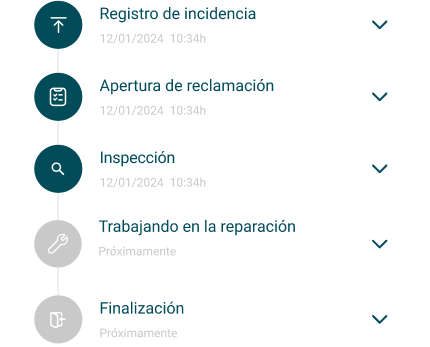 Registro de incidencia
12/01/2024 10:34h
Apertura de reclamación
12/01/2024 10:34h
Inspección
12/01/2024 10:34h
Trabajando en la reparación
Próximamente
Finalización
Próximamente